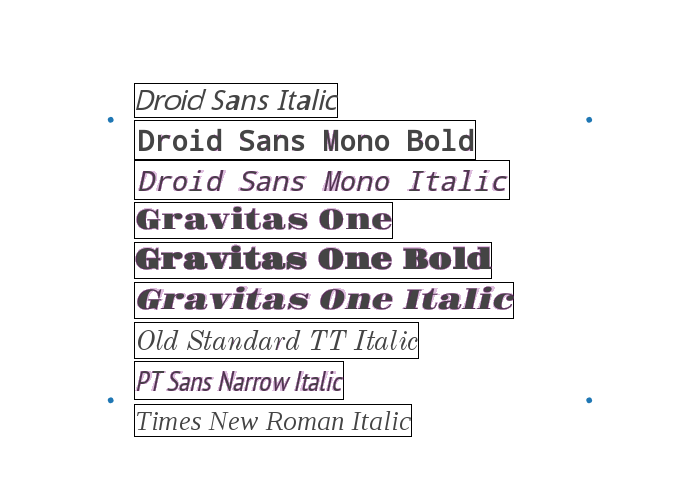 Droid Sans Italic
Droid Sans Mono Bold
Droid Sans Mono Italic
Gravitas One
Gravitas One Bold
Gravitas One Italic
Old Standard TT Italic
PT Sans Narrow Italic
Times New Roman Italic